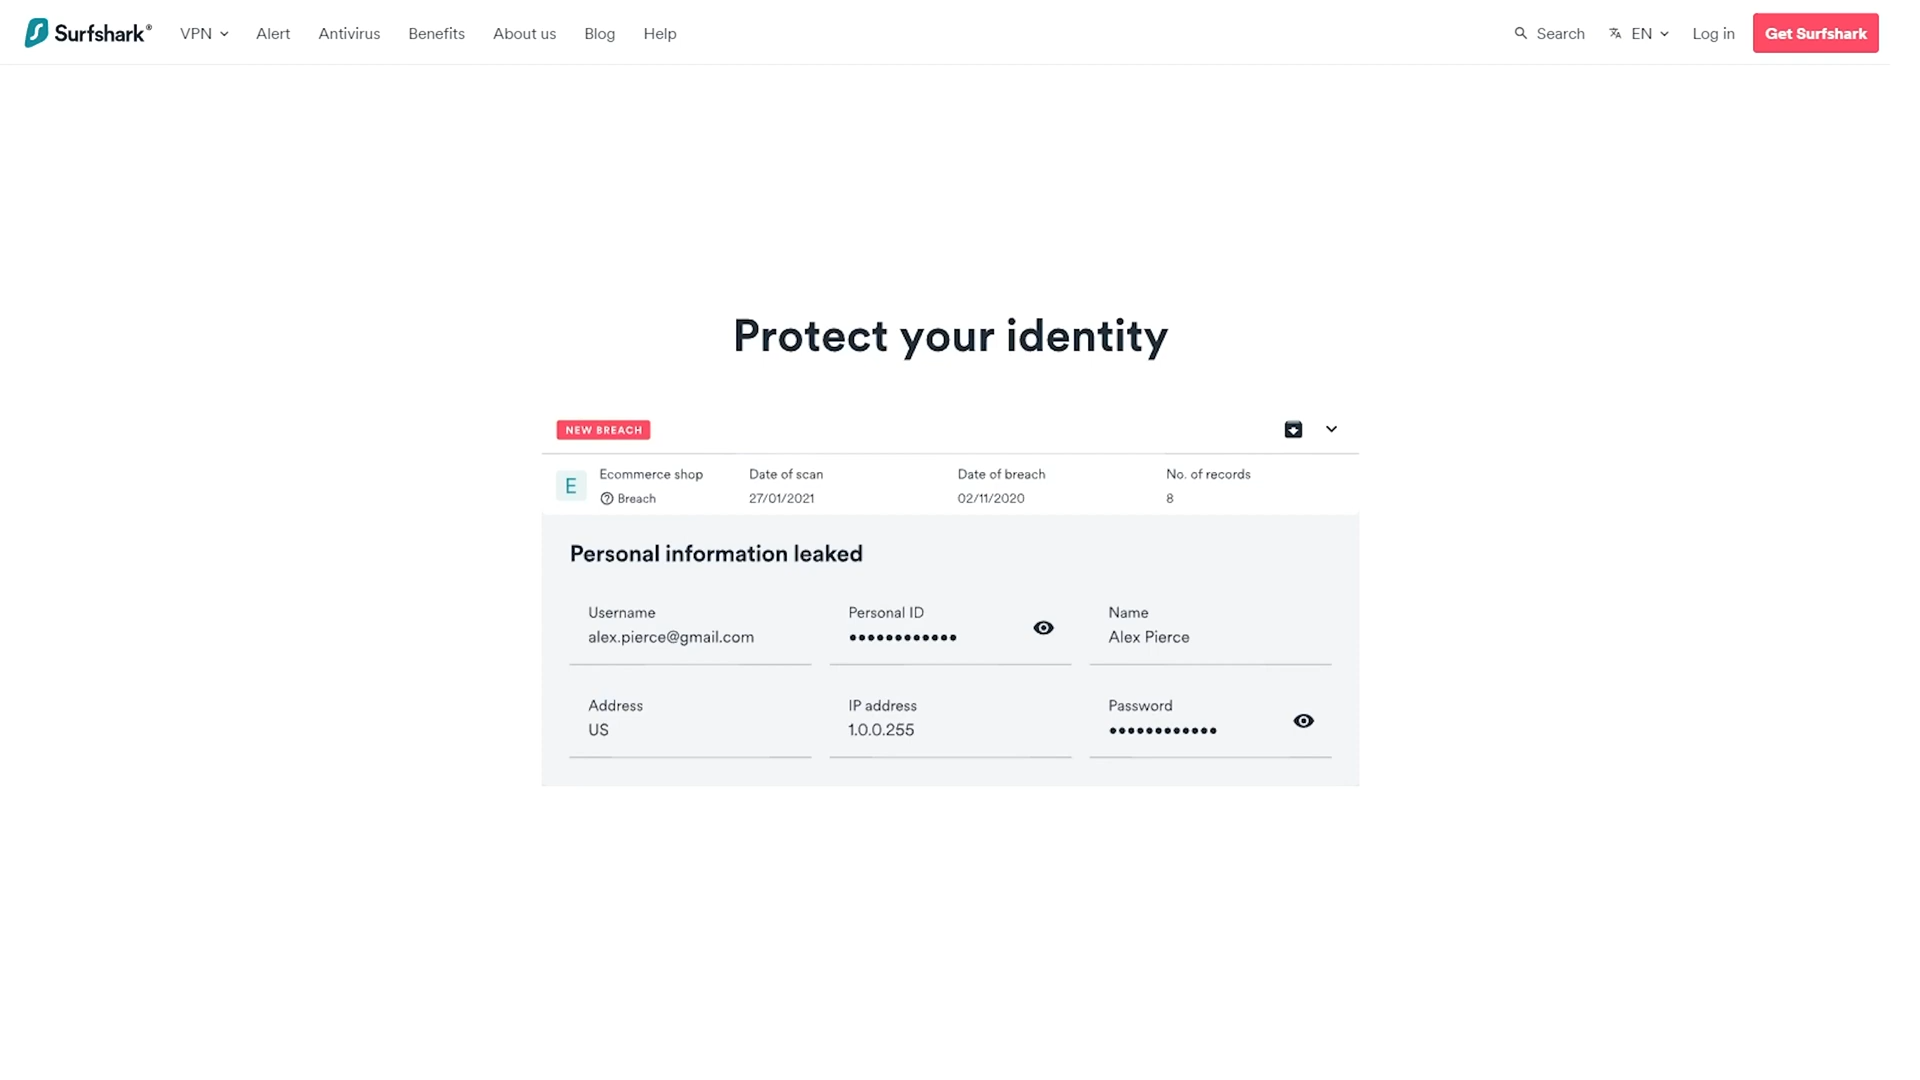 Surfshark® VPN Alert Antivirus Benefits About us Blog Help Search EN Log in Get Surfshark
Protect your identity
NEW BREACH
E Ecommerce shop Date of scan Date of breach No. of records
Breach 27/01/2021 02/11/2020 8
Personal information leaked
Username Personal ID Name
alex.pierce@gmail.com •••••••••••• Alex Pierce
Address IP address Password
US 1.0.0.255 ••••••••••••